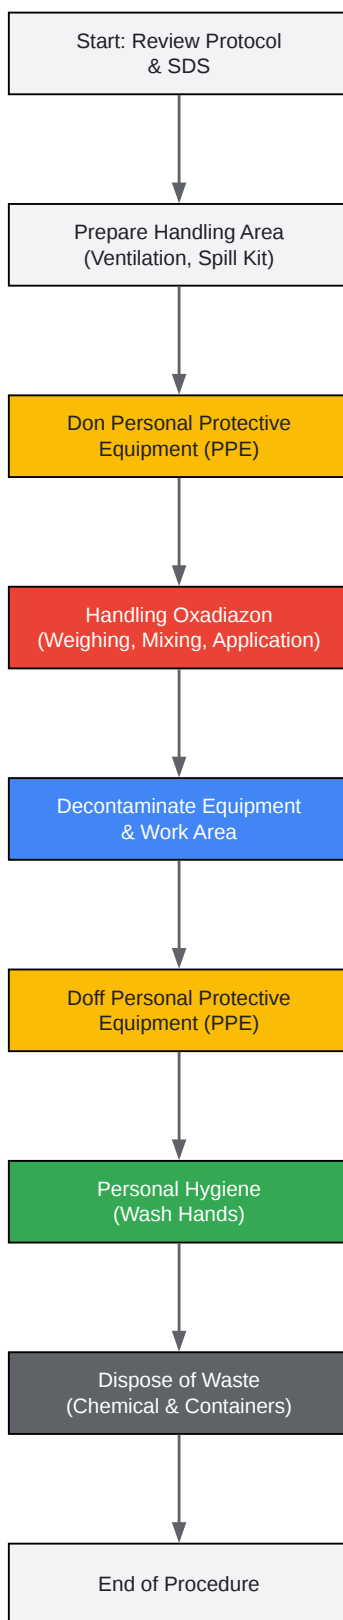 Start: Review Protocol
& SDS
Prepare Handling Area
(Ventilation, Spill Kit)
Don Personal Protective
Equipment (PPE)
Handling Oxadiazon
(Weighing, Mixing, Application)
Decontaminate Equipment
& Work Area
Doff Personal Protective
Equipment (PPE)
Personal Hygiene
(Wash Hands)
Dispose of Waste
(Chemical & Containers)
End of Procedure